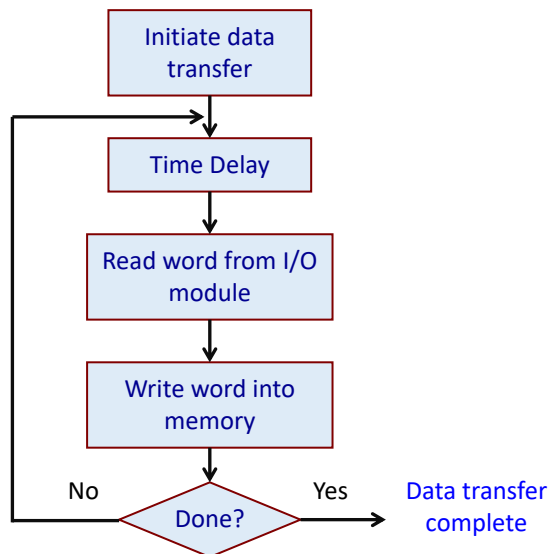 Initiate data
transfer
Time Delay
Read word from I/O
module
Write word into
memory
No
Done?
Yes
Data transfer
complete